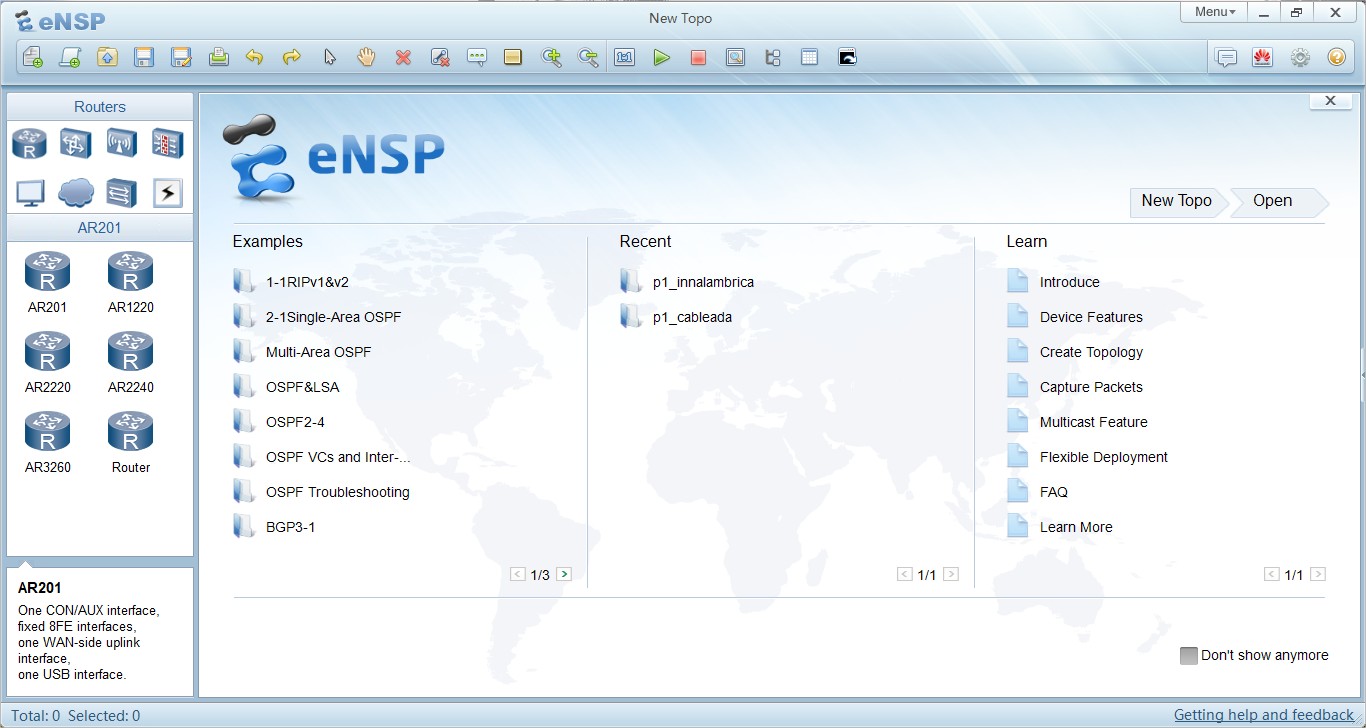 eNSP
New Topo
Menu
Routers
AR201
AR201
AR1220
AR2220
AR2240
AR3260
Router
AR201
One CON/AUX interface,
fixed 8FE interfaces,
one WAN-side uplink
interface,
one USB interface.
eNSP
New Topo
Open
Examples
1-1RIPv1&v2
2-1Single-Area OSPF
Multi-Area OSPF
OSPF&LSA
OSPF2-4
OSPF VCs and Inter-...
OSPF Troubleshooting
BGP3-1
1/3
Recent
p1_innalambrica
p1_cableada
1/1
Learn
Introduce
Device Features
Create Topology
Capture Packets
Multicast Feature
Flexible Deployment
FAQ
Learn More
1/1
Don't show anymore
Total: 0 Selected: 0
Getting help and feedback